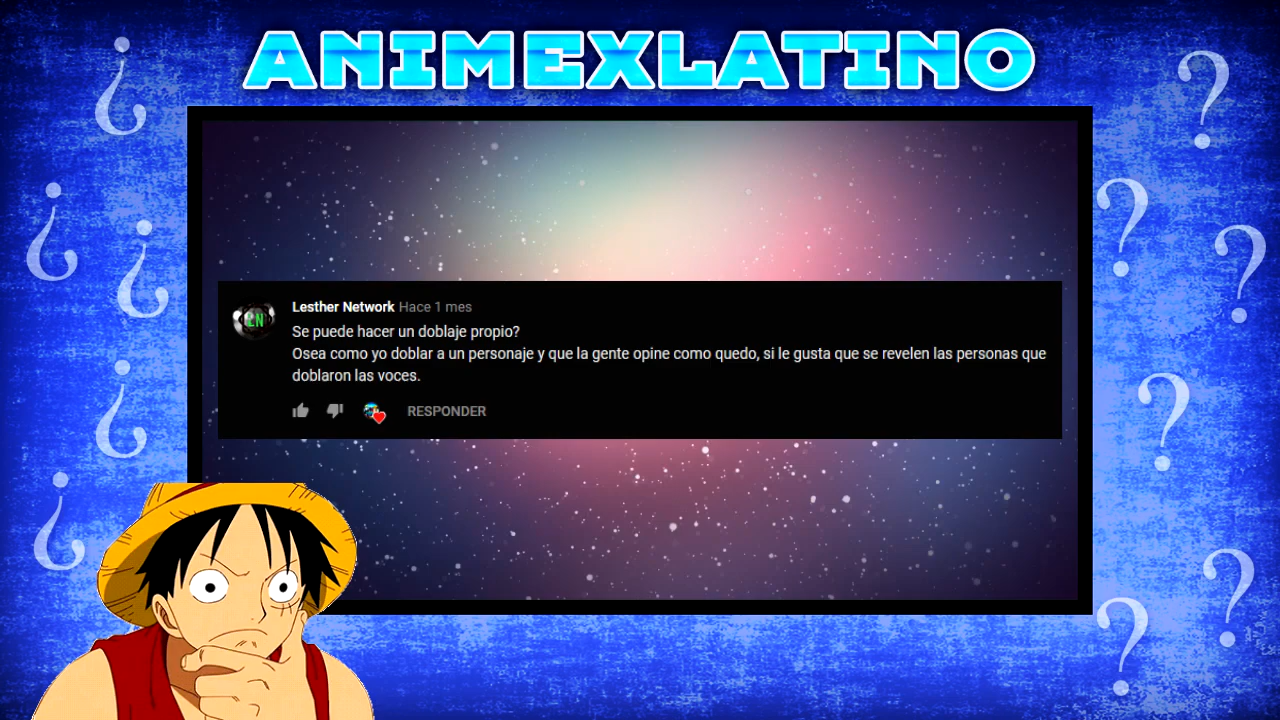 ANIMEXLATINO
Lesther Network Hace 1 mes
Se puede hacer un doblaje propio?
Osea como yo doblar a un personaje y que la gente opine como quedo, si le gusta que se revelen las personas que
doblaron las voces.
RESPONDER